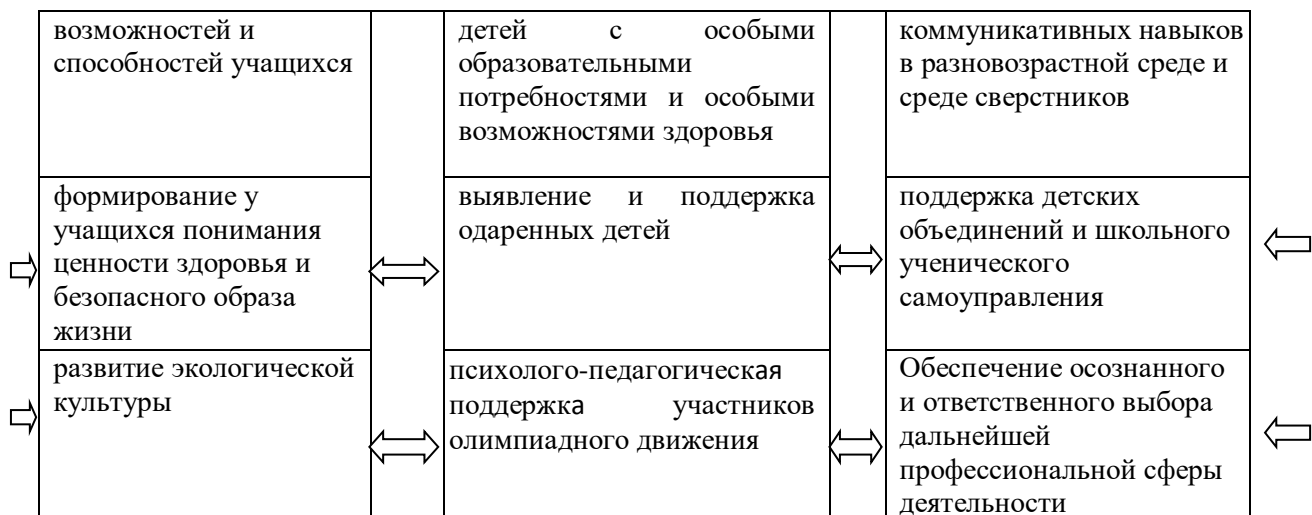 возможностей и
способностей учащихся
детей с особыми
образовательными
потребностями и особыми
возможностями здоровья
коммуникативных навыков
в разновозрастной среде и
среде сверстников
формирование у
учащихся понимания
ценности здоровья и
безопасного образа
жизни
выявление и поддержка
одаренных детей
поддержка детских
объединений и школьного
ученического
самоуправления
развитие экологической
культуры
психолого-педагогическая
поддержка участников
олимпиадного движения
Обеспечение осознанного
и ответственного выбора
дальнейшей
профессиональной сферы
деятельности